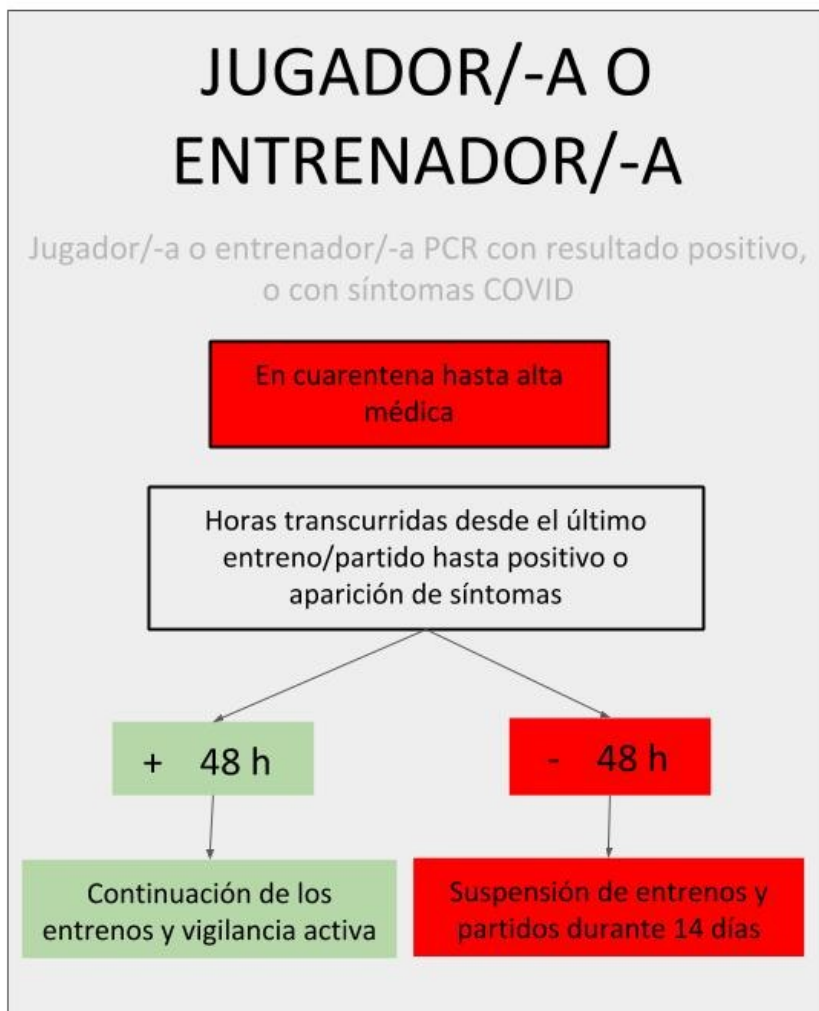 JUGADOR/-A O
ENTRENADOR/-A
Jugador/-a o entrenador/-a PCR con resultado positivo,
o con síntomas COVID
En cuarentena hasta alta
médica
Horas transcurridas desde el último
entreno/partido hasta positivo o
aparición de síntomas
+ 48 h
- 48 h
Continuación de los
entrenos y vigilancia activa
Suspensión de entrenos y
partidos durante 14 días